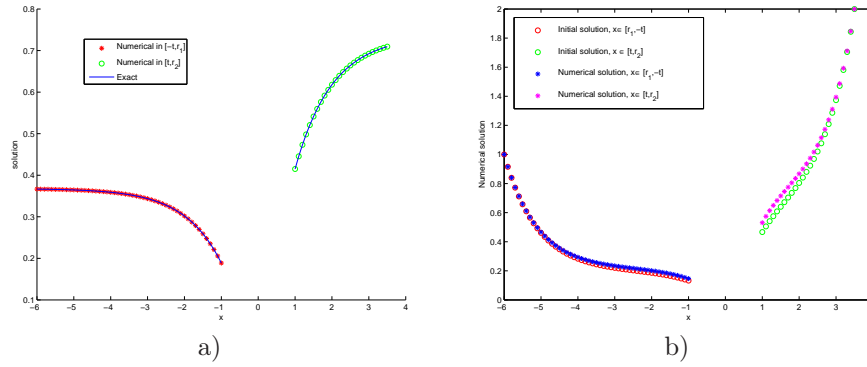 0.8
0.7
0.6
0.5
0.4
0.3
0.2
0.1
solution
−6 −5 −4 −3 −2 −1 0 1 2 3 4
x
Numerical in [−t,r₁]
Numerical in [t,r₂]
Exact
a)
2
1.8
1.6
1.4
1.2
1
0.8
0.6
0.4
0.2
0
Numerical solution
−6 −5 −4 −3 −2 −1 0 1 2 3
x
Initial solution, x∈ [r₁,−t]
Initial solution, x ∈ [t,r₂]
Numerical solution, x∈ [r₁,−t]
Numerical solution, x∈ [t,r₂]
b)